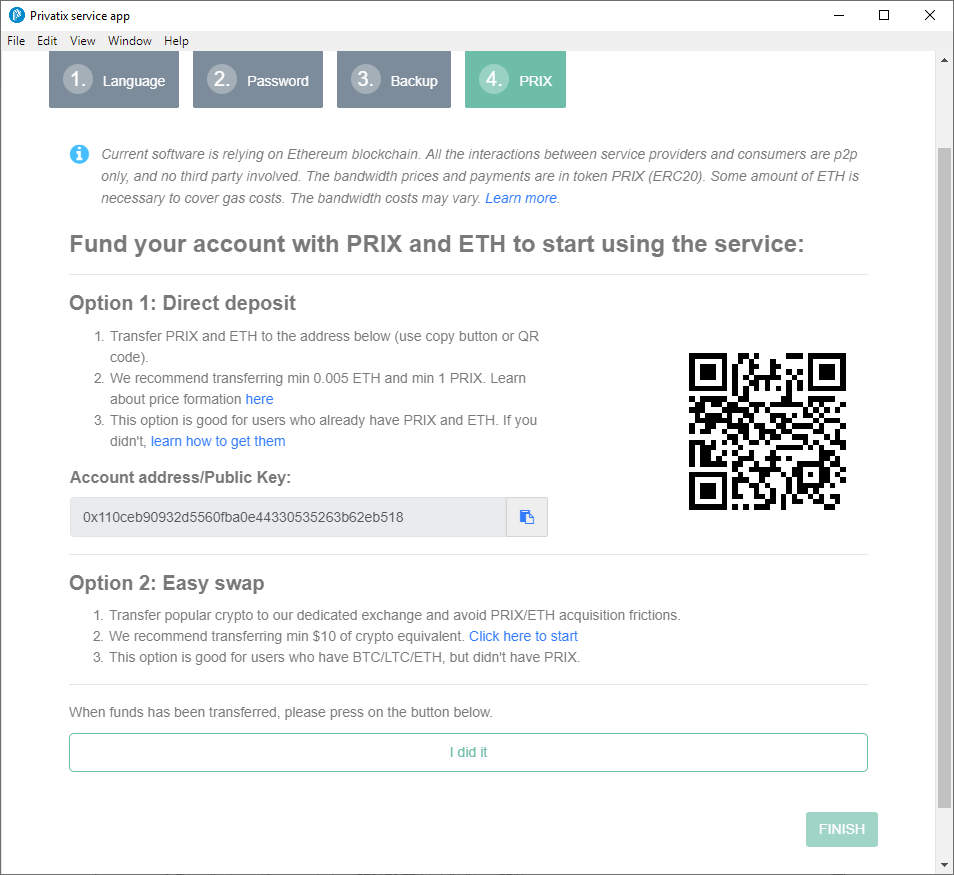 Privatix service app
File Edit View Window Help
1. Language 2. Password 3. Backup 4. PRIX
Current software is relying on Ethereum blockchain. All the interactions between service providers and consumers are p2p
only, and no third party involved. The bandwidth prices and payments are in token PRIX (ERC20). Some amount of ETH is
necessary to cover gas costs. The bandwidth costs may vary. Learn more.
Fund your account with PRIX and ETH to start using the service:
Option 1: Direct deposit
1. Transfer PRIX and ETH to the address below (use copy button or QR
code).
2. We recommend transferring min 0.005 ETH and min 1 PRIX. Learn
about price formation here
3. This option is good for users who already have PRIX and ETH. If you
didn't, learn how to get them
Account address/Public Key:
0x110ceb90932d5560fba0e44330535263b62eb518
Option 2: Easy swap
1. Transfer popular crypto to our dedicated exchange and avoid PRIX/ETH acquisition frictions.
2. We recommend transferring min $10 of crypto equivalent. Click here to start
3. This option is good for users who have BTC/LTC/ETH, but didn't have PRIX.
When funds has been transferred, please press on the button below.
I did it
FINISH